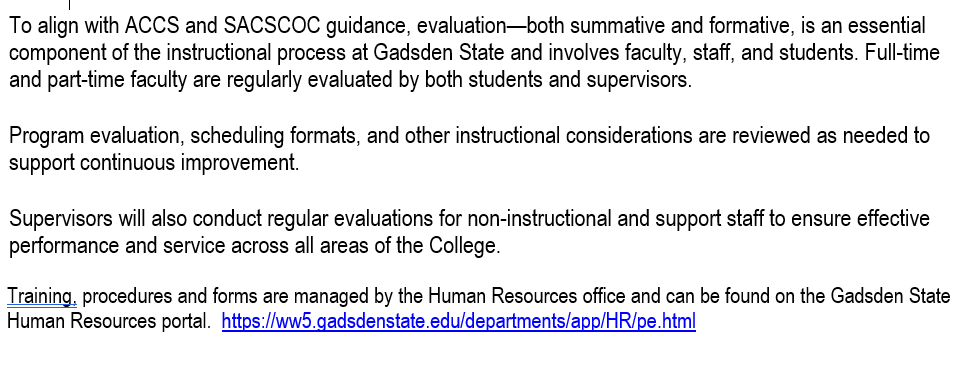 To align with ACCS and SACSCOC guidance, evaluation—both summative and formative, is an essential
component of the instructional process at Gadsden State and involves faculty, staff, and students. Full-time
and part-time faculty are regularly evaluated by both students and supervisors.
Program evaluation, scheduling formats, and other instructional considerations are reviewed as needed to
support continuous improvement.
Supervisors will also conduct regular evaluations for non-instructional and support staff to ensure effective
performance and service across all areas of the College.
Training, procedures and forms are managed by the Human Resources office and can be found on the Gadsden State
Human Resources portal.  https://ww5.gadsdenstate.edu/departments/app/HR/pe.html